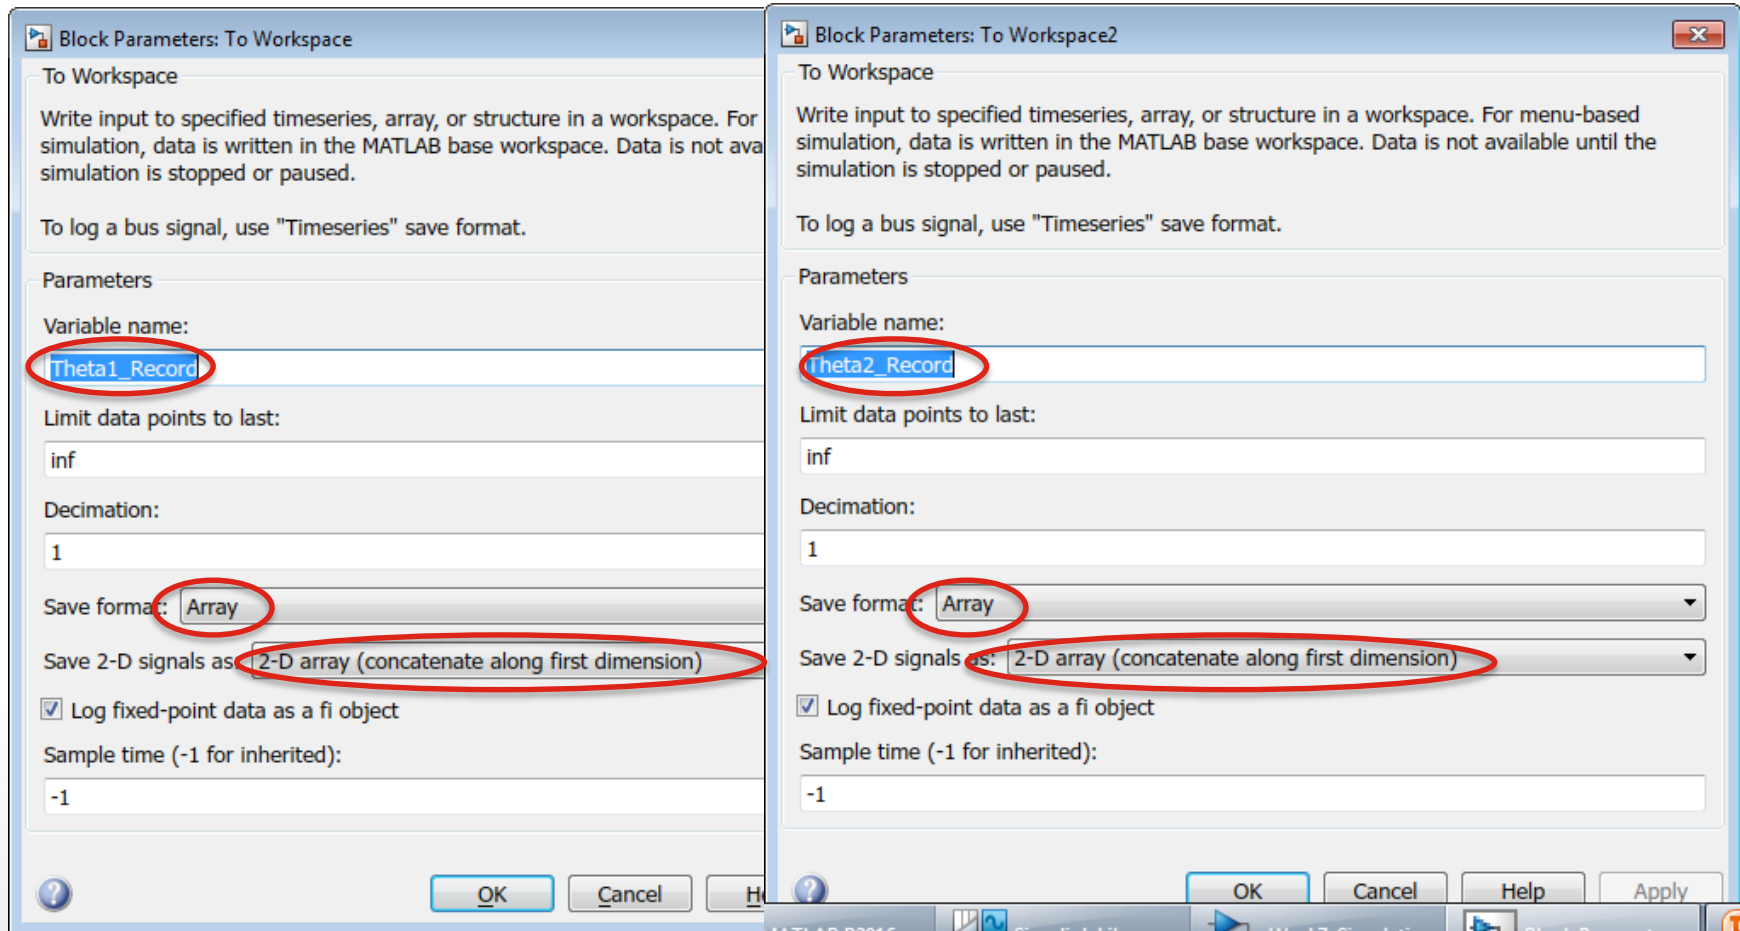 Block Parameters: To Workspace
To Workspace
Write input to specified timeseries, array, or structure in a workspace. For
simulation, data is written in the MATLAB base workspace. Data is not ava
simulation is stopped or paused.
To log a bus signal, use "Timeseries" save format.
Parameters
Variable name:
Theta1_Record
Limit data points to last:
inf
Decimation:
1
Save format: Array
Save 2-D signals as: 2-D array (concatenate along first dimension)
Log fixed-point data as a fi object
Sample time (-1 for inherited):
-1
OK Cancel
Block Parameters: To Workspace2
To Workspace
Write input to specified timeseries, array, or structure in a workspace. For menu-based
simulation, data is written in the MATLAB base workspace. Data is not available until the
simulation is stopped or paused.
To log a bus signal, use "Timeseries" save format.
Parameters
Variable name:
Theta2_Record
Limit data points to last:
inf
Decimation:
1
Save format: Array
Save 2-D signals as: 2-D array (concatenate along first dimension)
Log fixed-point data as a fi object
Sample time (-1 for inherited):
-1
OK Cancel Help Apply